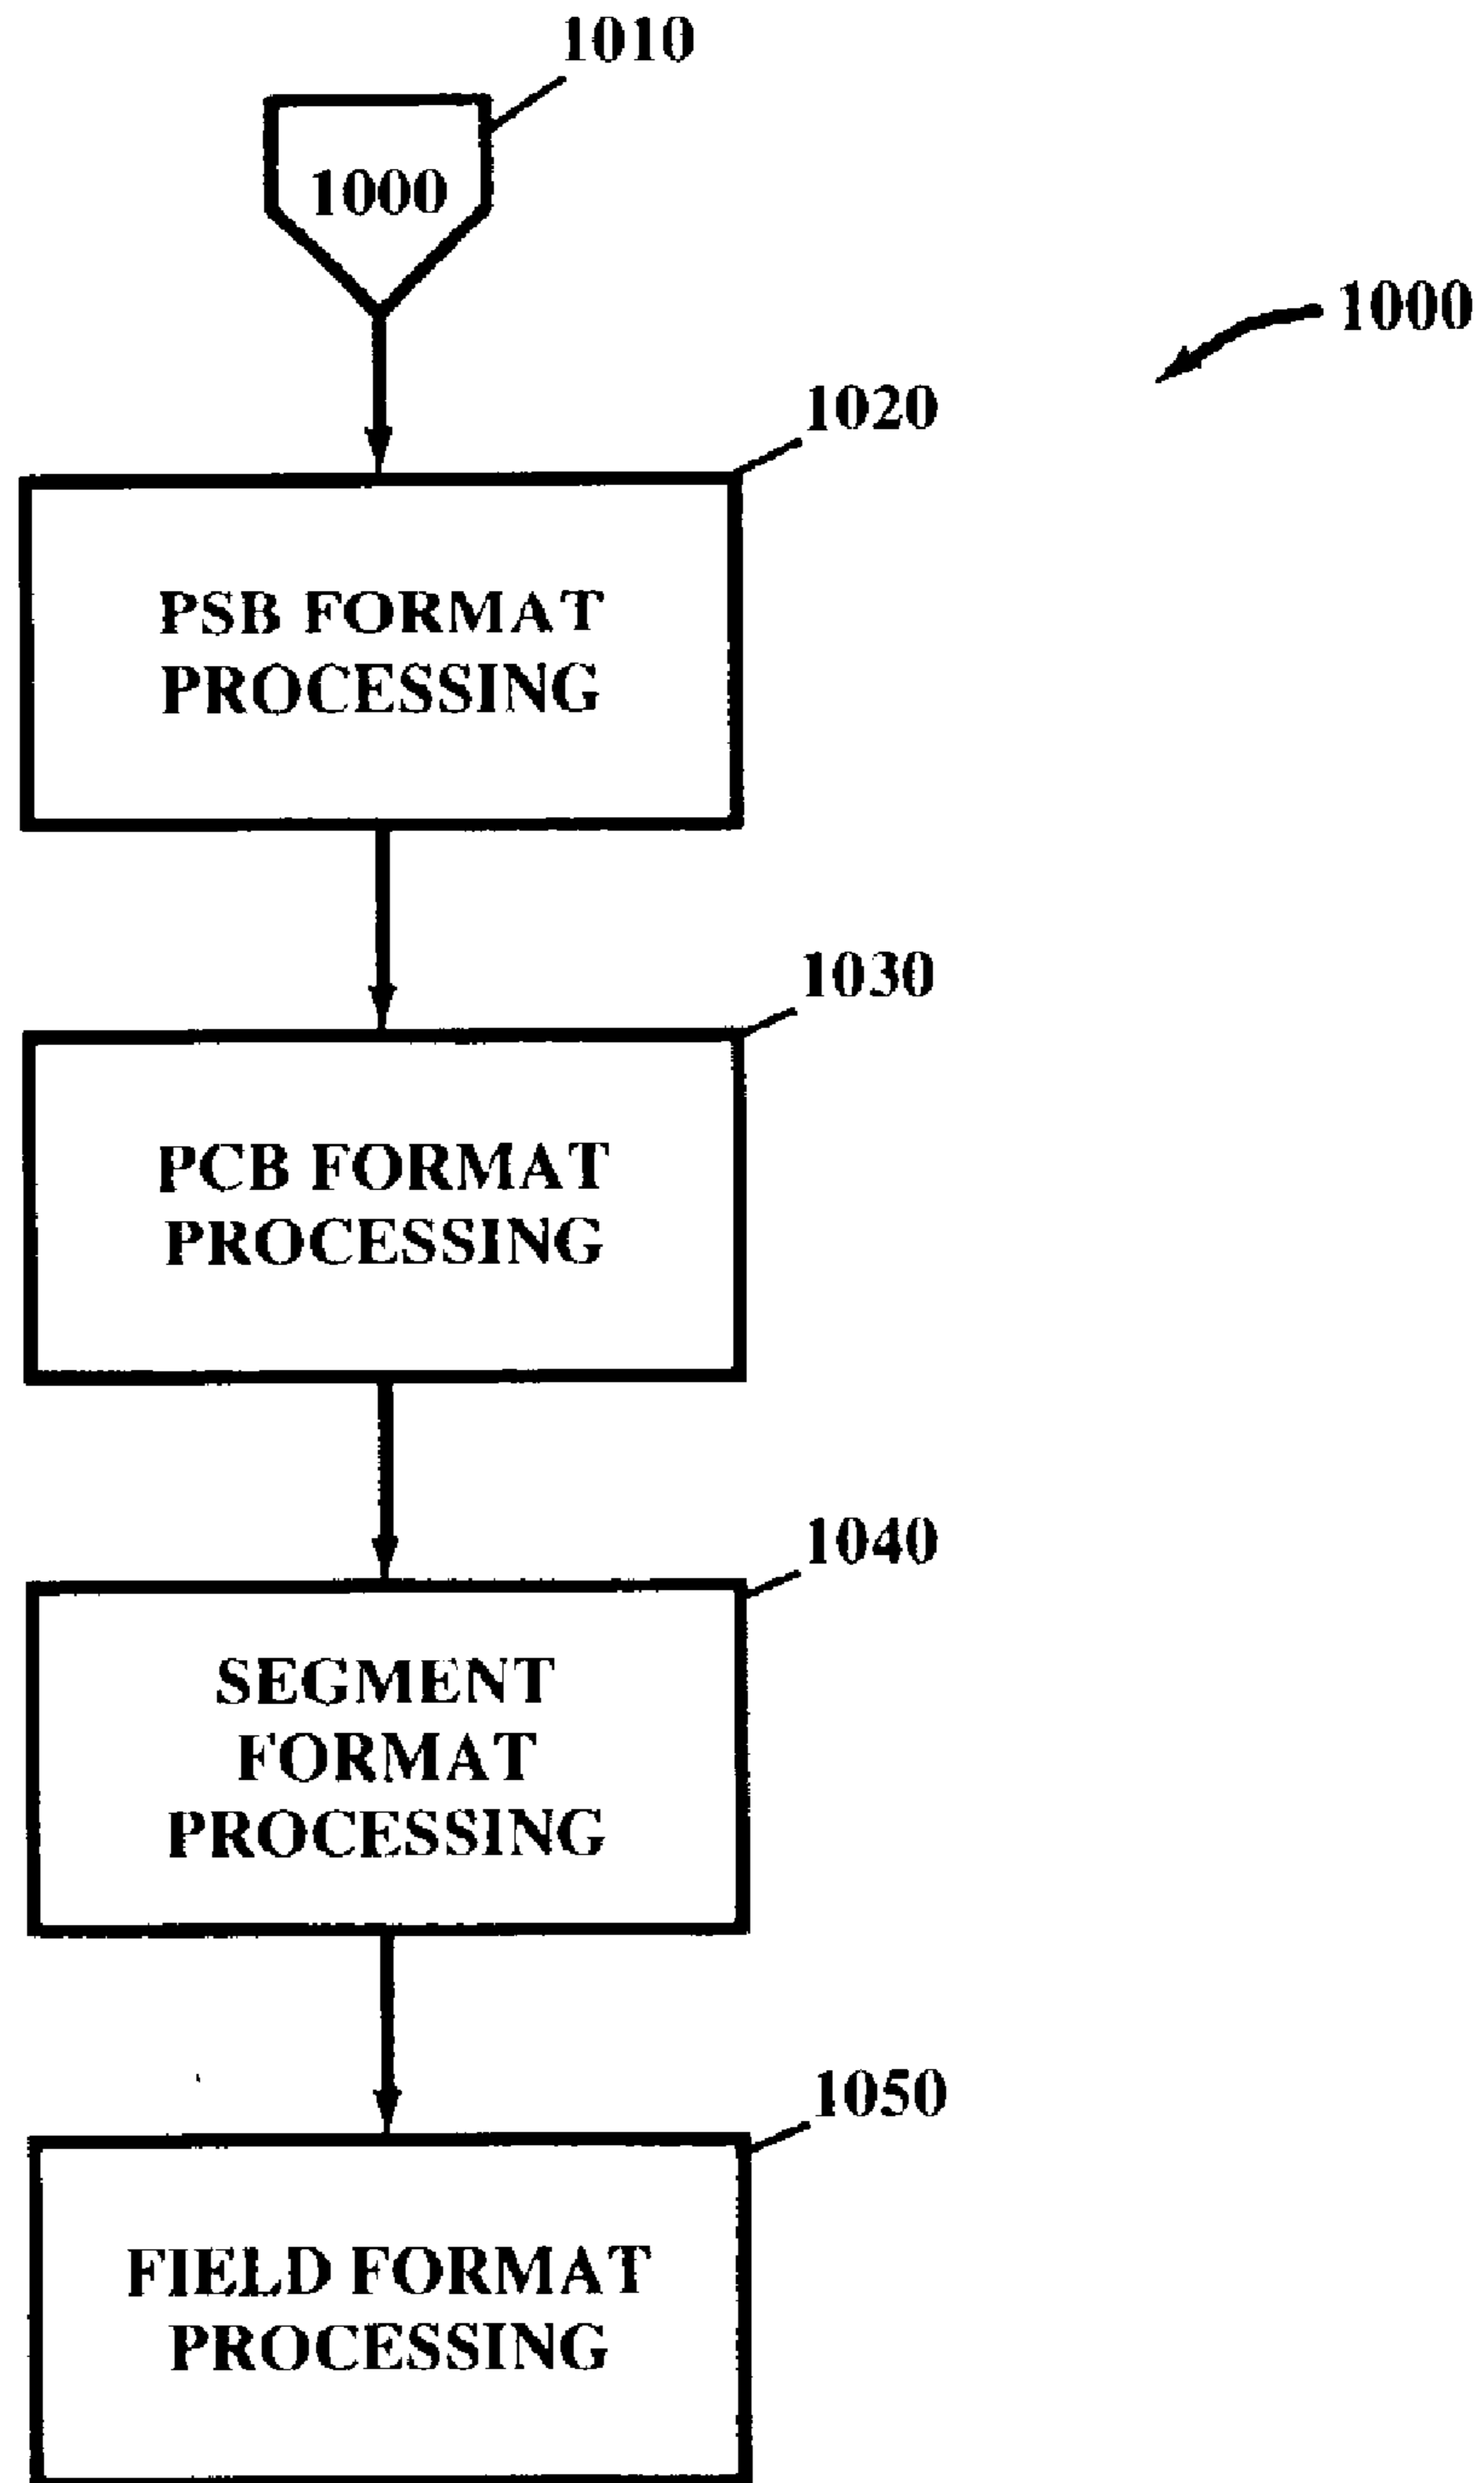 1010
1000
1000
1020
PSB FORMAT
PROCESSING
1030
PCB FORMAT
PROCESSING
1040
SEGMENT
FORMAT
PROCESSING
1050
FIELD FORMAT
PROCESSING